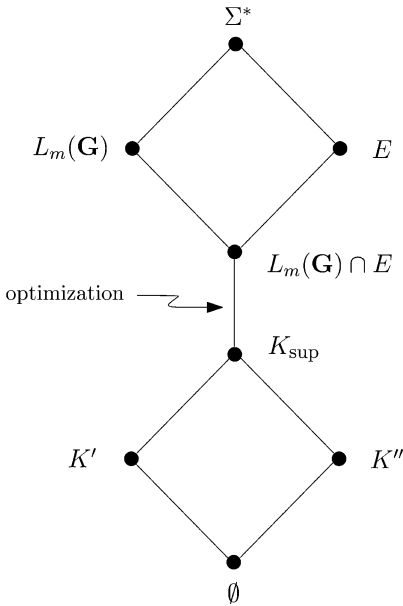 Σ*
L_m(𝐆)
E
L_m(𝐆) ∩ E
optimization
K_sup
K′
K″
∅